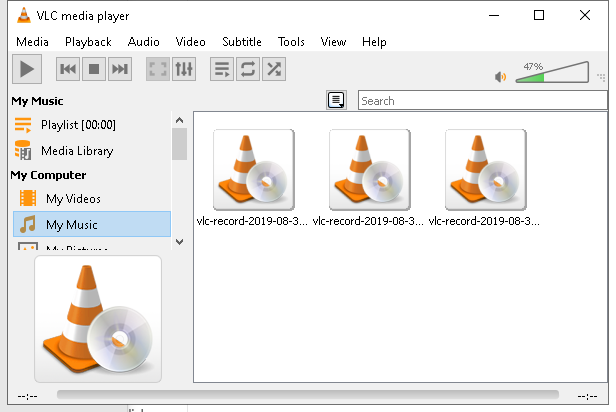 VLC media player
Media Playback Audio Video Subtitle Tools View Help
47%
My Music
Search
Playlist [00:00]
Media Library
My Computer
My Videos
My Music
vlc-record-2019-08-3... vlc-record-2019-08-3... vlc-record-2019-08-3...
--:-- --:--